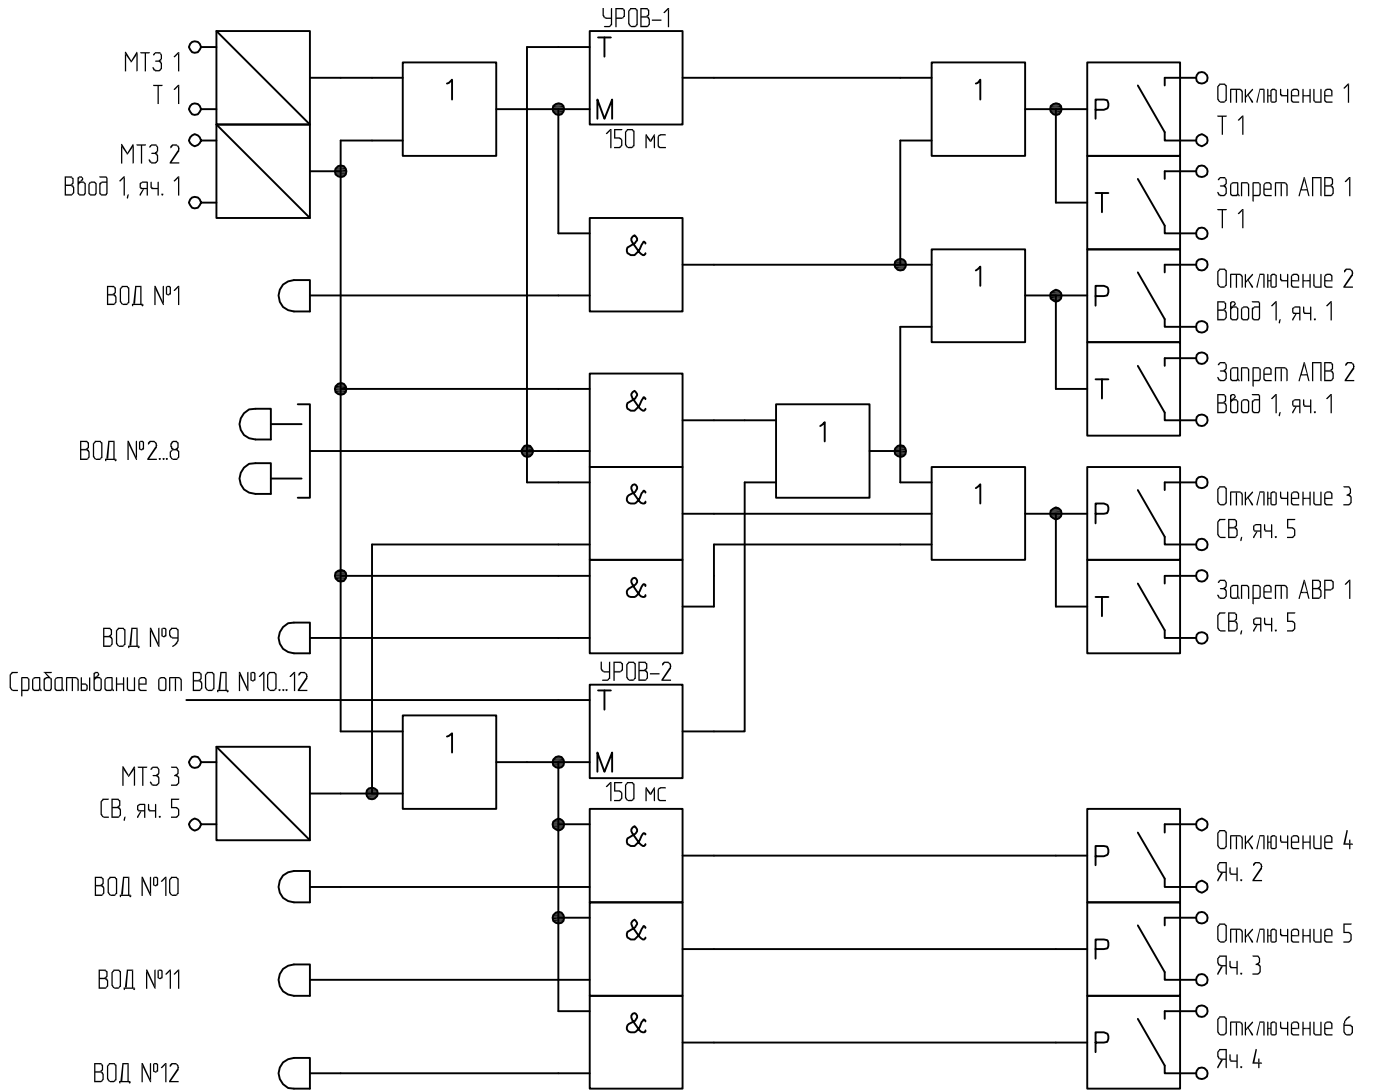 УРОВ-1
МТЗ 1
Т 1
1
Т
М
150 мс
1
Р
Отключение 1
Т 1
МТЗ 2
Ввод 1, яч. 1
Т
Запрет АПВ 1
Т 1
&
ВОД №1
1
Р
Отключение 2
Ввод 1, яч. 1
Т
Запрет АПВ 2
Ввод 1, яч. 1
&
ВОД №2...8
1
&
1
Р
Отключение 3
СВ, яч. 5
&
ВОД №9
Т
Запрет АВР 1
СВ, яч. 5
Срабатывание от ВОД №10...12
УРОВ-2
Т
М
150 мс
1
МТЗ 3
СВ, яч. 5
&
ВОД №10
Р
Отключение 4
Яч. 2
&
ВОД №11
Р
Отключение 5
Яч. 3
&
ВОД №12
Р
Отключение 6
Яч. 4